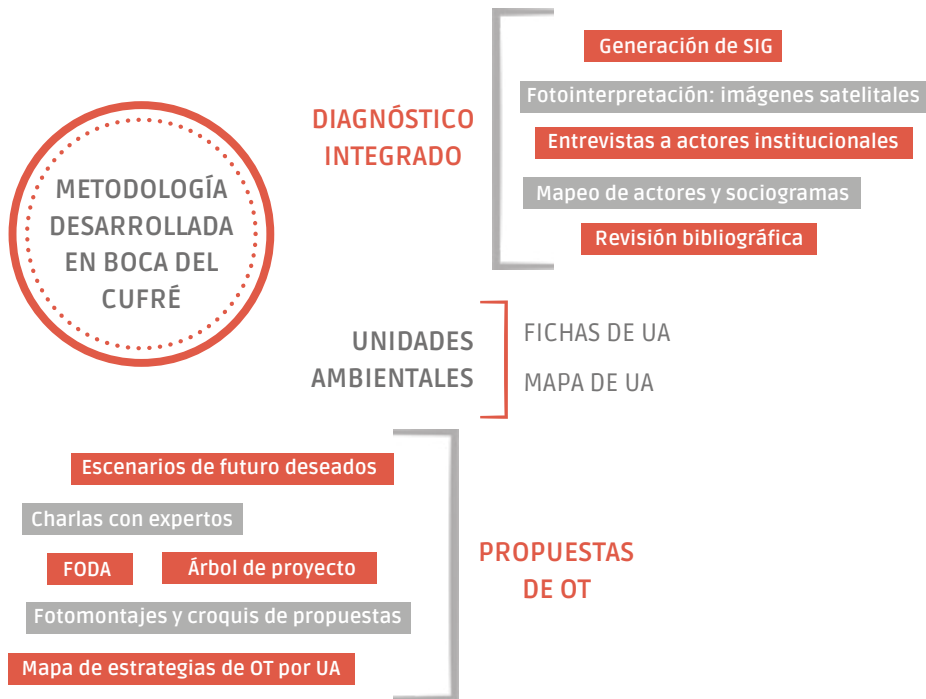 METODOLOGÍA
DESARROLLADA
EN BOCA DEL
CUFRÉ
DIAGNÓSTICO
INTEGRADO
Generación de SIG
Fotointerpretación: imágenes satelitales
Entrevistas a actores institucionales
Mapeo de actores y sociogramas
Revisión bibliográfica
UNIDADES
AMBIENTALES
FICHAS DE UA
MAPA DE UA
Escenarios de futuro deseados
Charlas con expertos
FODA
Árbol de proyecto
Fotomontajes y croquis de propuestas
Mapa de estrategias de OT por UA
PROPUESTAS
DE OT